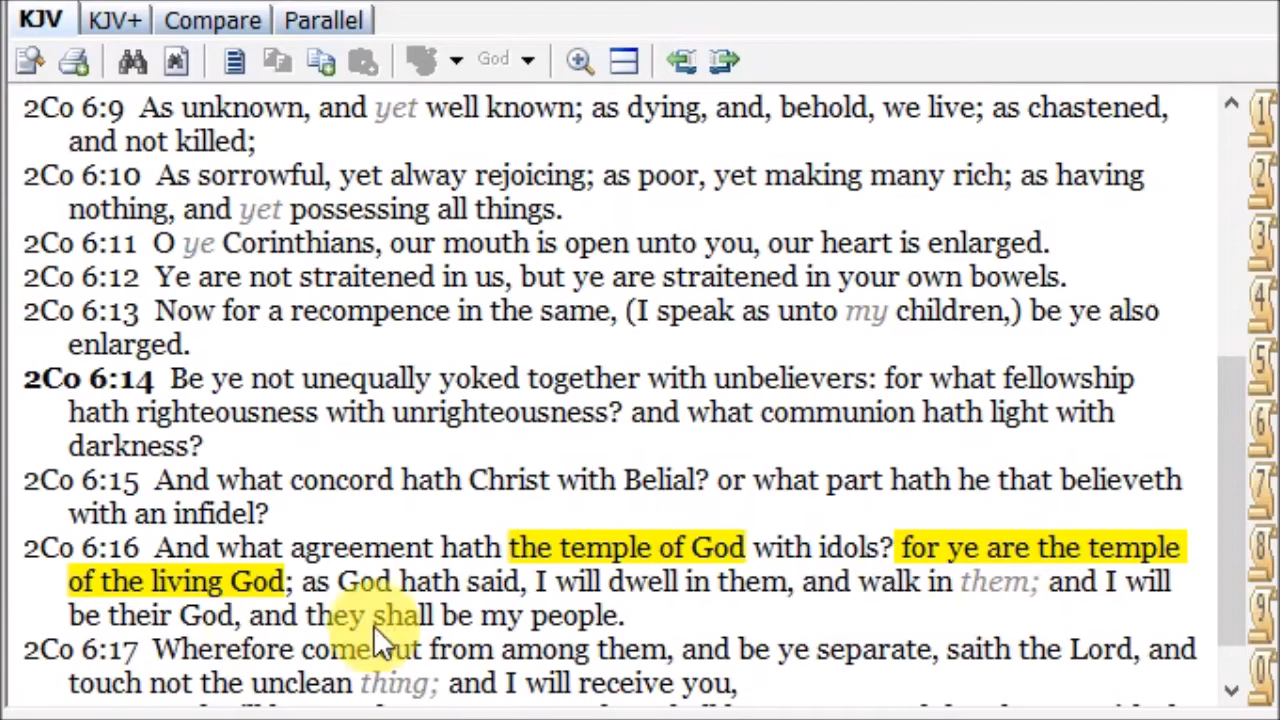 KJV KJV+ Compare Parallel
God
2Co 6:9 As unknown, and yet well known; as dying, and, behold, we live; as chastened,
and not killed;
2Co 6:10 As sorrowful, yet alway rejoicing; as poor, yet making many rich; as having
nothing, and yet possessing all things.
2Co 6:11 O ye Corinthians, our mouth is open unto you, our heart is enlarged.
2Co 6:12 Ye are not straitened in us, but ye are straitened in your own bowels.
2Co 6:13 Now for a recompence in the same, (I speak as unto my children,) be ye also
enlarged.
2Co 6:14 Be ye not unequally yoked together with unbelievers: for what fellowship
hath righteousness with unrighteousness? and what communion hath light with
darkness?
2Co 6:15 And what concord hath Christ with Belial? or what part hath he that believeth
with an infidel?
2Co 6:16 And what agreement hath the temple of God with idols? for ye are the temple
of the living God; as God hath said, I will dwell in them, and walk in them; and I will
be their God, and they shall be my people.
2Co 6:17 Wherefore come out from among them, and be ye separate, saith the Lord, and
touch not the unclean thing; and I will receive you,
1
2
3
4
5
6
7
8
9
0